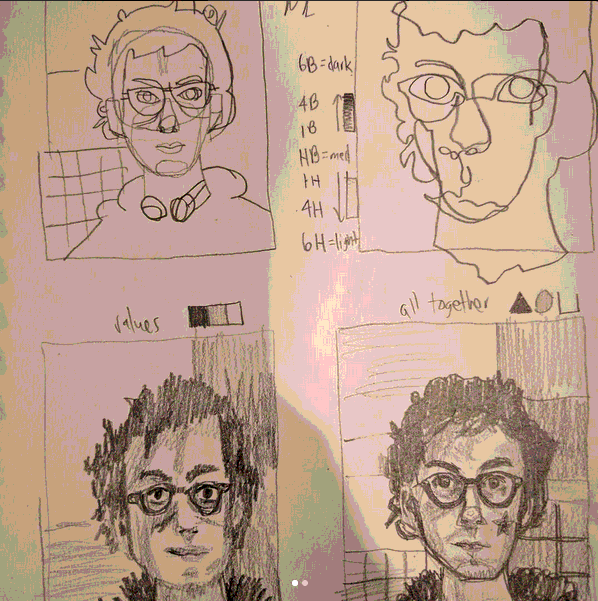 6B = dark
4B
1B
HB = med
1H
4H
6H = light
values
all together